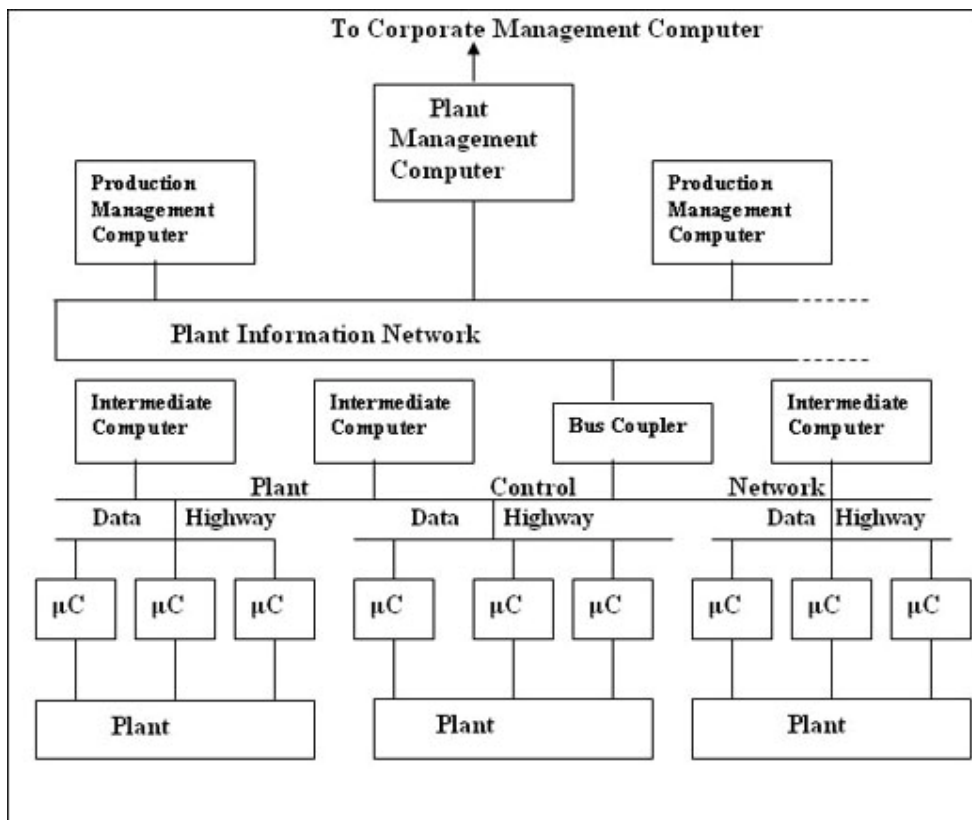 To Corporate Management Computer
Plant
Management
Computer
Production
Management
Computer
Production
Management
Computer
Plant Information Network
Intermediate
Computer
Intermediate
Computer
Bus Coupler
Intermediate
Computer
Plant Control Network
Data Highway
Data Highway
Data Highway
μC
μC
μC
μC
μC
μC
μC
μC
μC
Plant
Plant
Plant